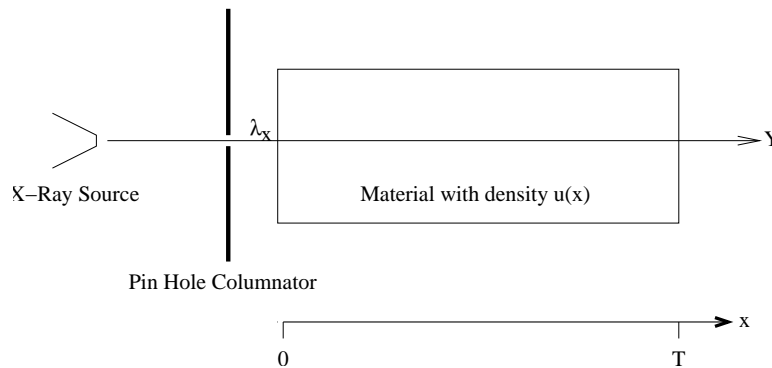 λx
Y
X−Ray Source
Material with density u(x)
Pin Hole Columnator
x
0
T